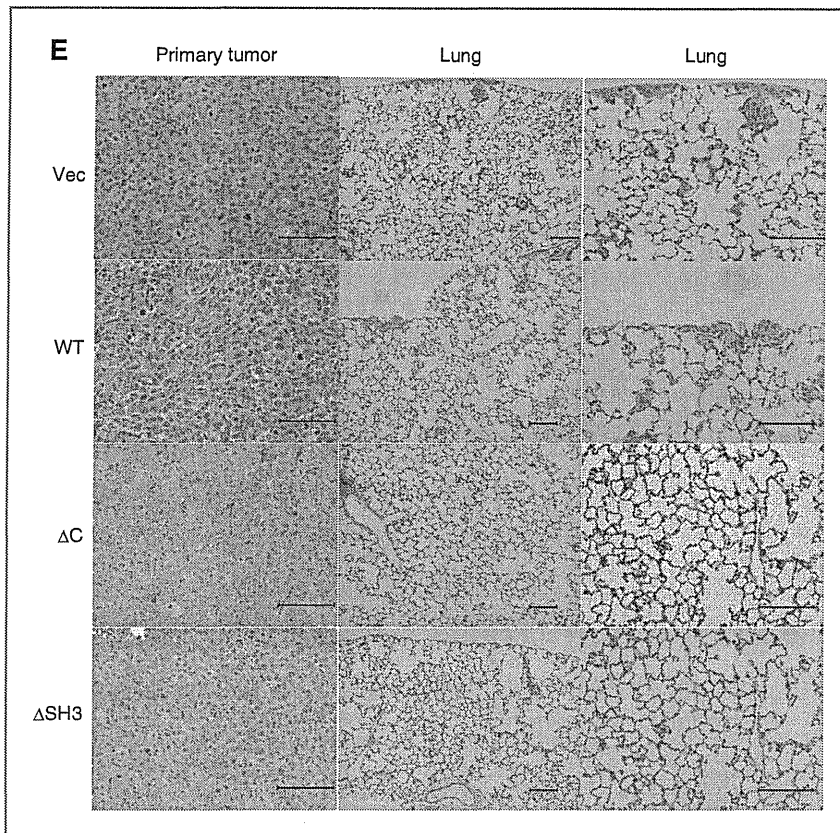 E
Primary tumor Lung Lung
Vec
WT
ΔC
ΔSH3